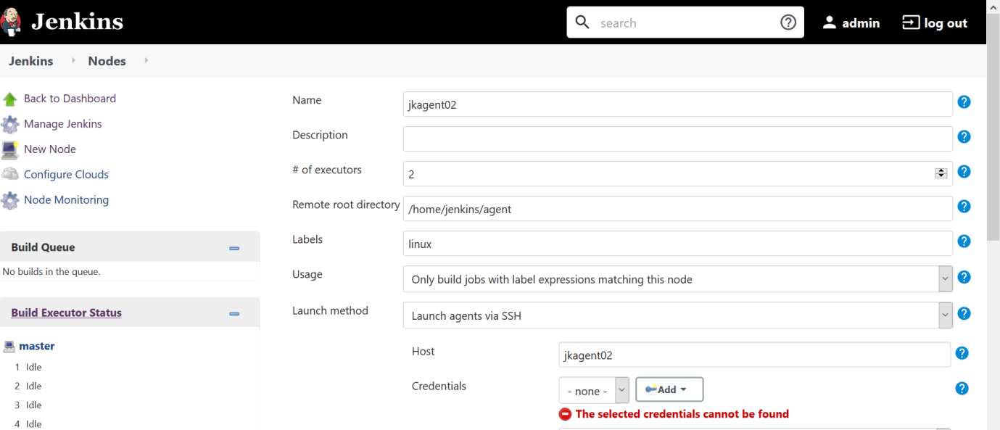 Jenkins
search
admin
log out
Jenkins
Nodes
Back to Dashboard
Manage Jenkins
New Node
Configure Clouds
Node Monitoring
Build Queue
No builds in the queue.
Build Executor Status
master
1 Idle
2 Idle
3 Idle
4 Idle
Name
jkagent02
Description
# of executors
2
Remote root directory
/home/jenkins/agent
Labels
linux
Usage
Only build jobs with label expressions matching this node
Launch method
Launch agents via SSH
Host
jkagent02
Credentials
- none -
Add
The selected credentials cannot be found